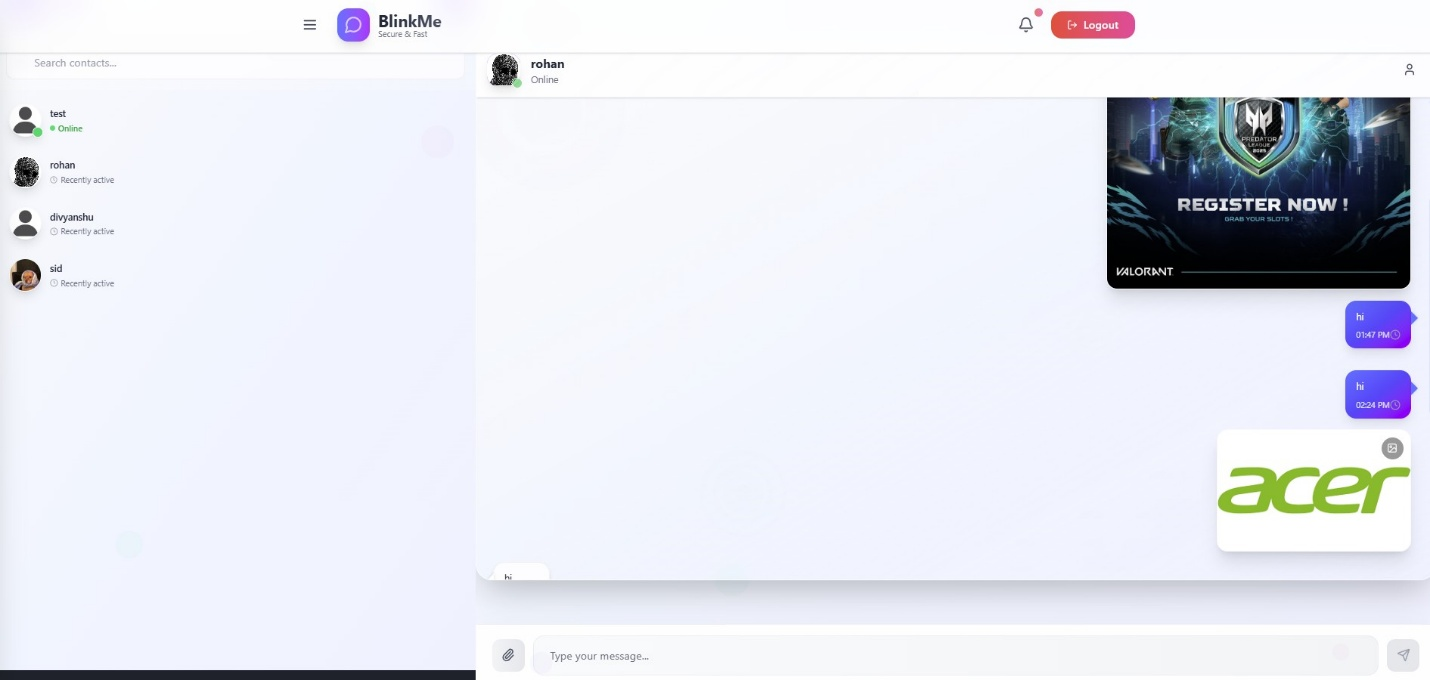 BlinkMe
Secure & Fast
Logout
Search contacts...
test
Online
rohan
Recently active
divyanshu
Recently active
sid
Recently active
rohan
Online
PREDATOR
LEAGUE
2025
REGISTER NOW !
GRAB YOUR SLOTS !
VALORANT
hi
01:47 PM
hi
02:24 PM
acer
hi
Type your message...